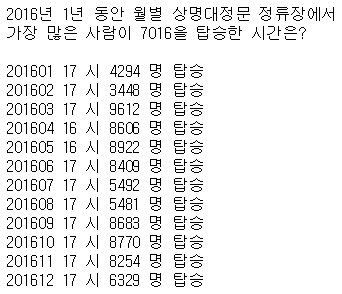 2016년 1년 동안 월별 상명대정문 정류장에서
가장 많은 사람이 7016을 탑승한 시간은?
201601 17 시 4294 명 탑승
201602 17 시 3448 명 탑승
201603 17 시 9612 명 탑승
201604 16 시 8606 명 탑승
201605 16 시 8922 명 탑승
201606 17 시 8409 명 탑승
201607 17 시 5492 명 탑승
201608 17 시 5481 명 탑승
201609 17 시 8683 명 탑승
201610 17 시 8770 명 탑승
201611 17 시 8254 명 탑승
201612 17 시 6329 명 탑승